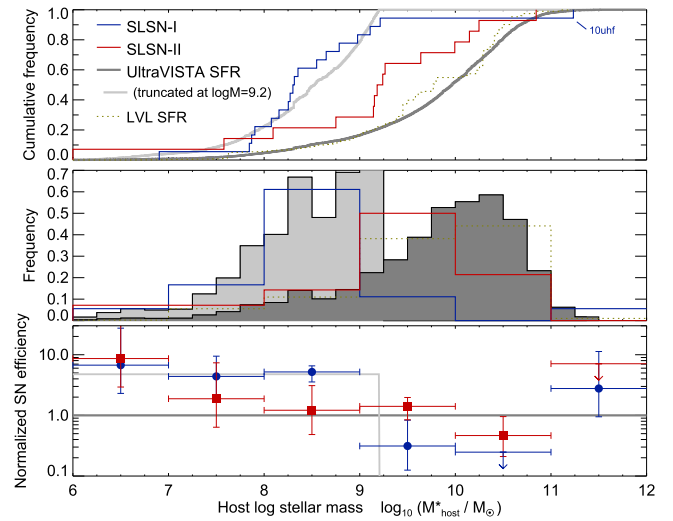 Cumulative frequency
1.0
0.8
0.6
0.4
0.2
0.0
SLSN-I
SLSN-II
UltraVISTA SFR
(truncated at logM=9.2)
LVL SFR
10uhf
Frequency
0.7
0.6
0.5
0.4
0.3
0.2
0.1
0.0
Normalized SN efficiency
10.0
1.0
0.1
6 7 8 9 10 11 12
Host log stellar mass log10 (M*host / M☉)